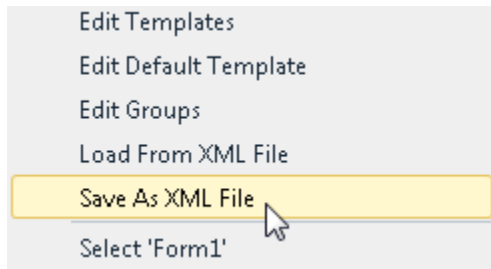 Edit Templates
Edit Default Template
Edit Groups
Load From XML File
Save As XML File
Select 'Form1'